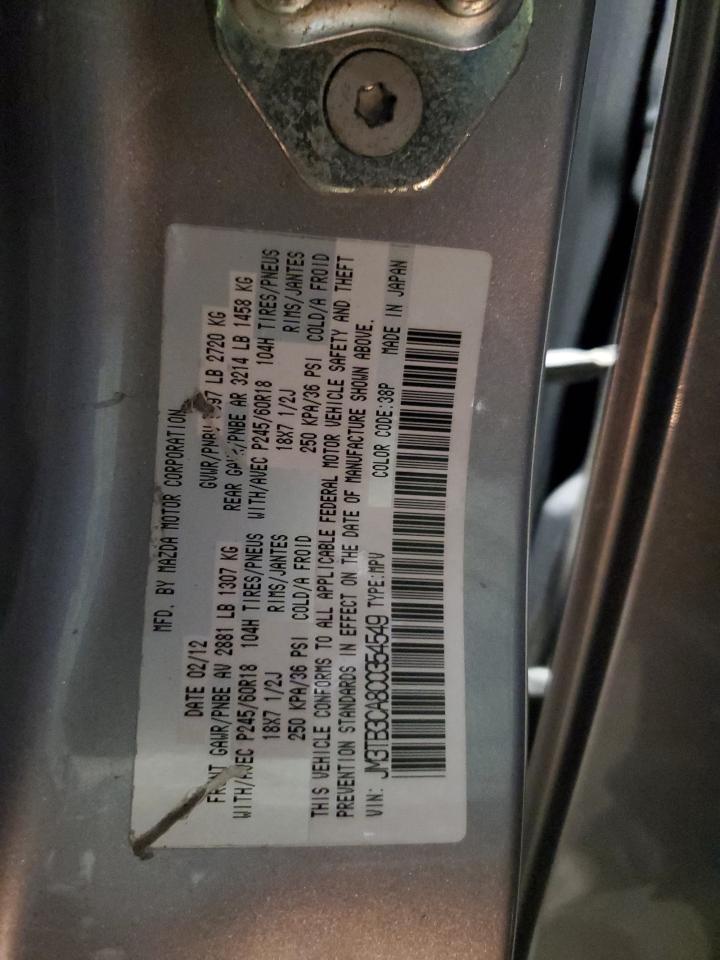 MFD. BY MAZDA MOTOR CORPORATION
DATE 02/12 GVWR/PNBV LB 2720 KG
FRONT GAWR/PNBE AV 2881 LB 1307 KG REAR GAWR/PNBE AR 3214 LB 1458 KG
WITH/AVEC P245/60R18 104H TIRES/PNEUS WITH/AVEC P245/60R18 104H TIRES/PNEUS
18X7 1/2J RIMS/JANTES 18X7 1/2J RIMS/JANTES
250 KPA/36 PSI COLD/A FROID 250 KPA/36 PSI COLD/A FROID
THIS VEHICLE CONFORMS TO ALL APPLICABLE FEDERAL MOTOR VEHICLE SAFETY AND THEFT
PREVENTION STANDARDS IN EFFECT ON THE DATE OF MANUFACTURE SHOWN ABOVE.
VIN: JM3TB3CA8C0354549 TYPE:MPV COLOR CODE:38P MADE IN JAPAN